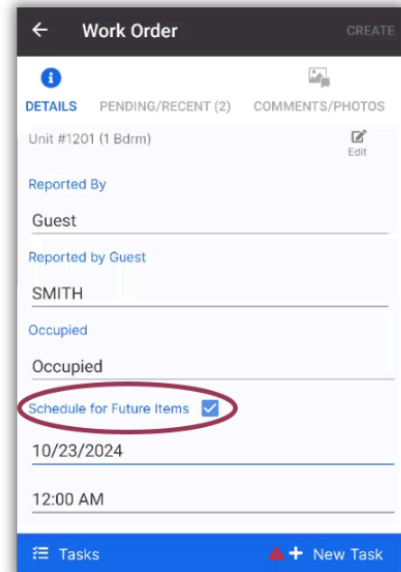 Work Order CREATE
DETAILS PENDING/RECENT (2) COMMENTS/PHOTOS
Unit #1201 (1 Bdrm)
Edit
Reported By
Guest
Reported by Guest
SMITH
Occupied
Occupied
Schedule for Future Items
10/23/2024
12:00 AM
Tasks New Task